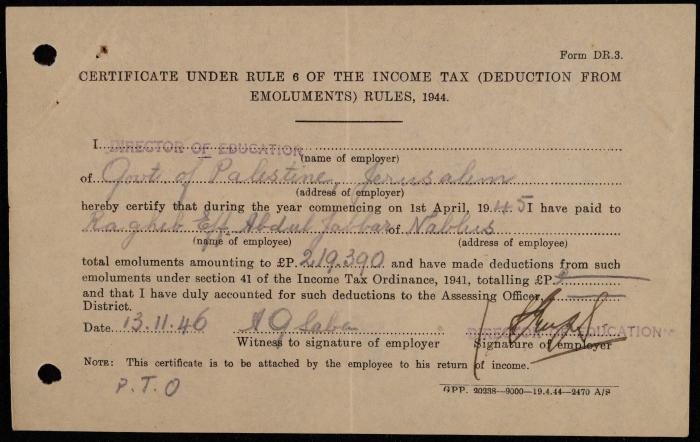 Form DR.3.
CERTIFICATE UNDER RULE 6 OF THE INCOME TAX (DEDUCTION FROM
EMOLUMENTS) RULES, 1944.
I DIRECTOR OF EDUCATION
(name of employer)
of Govt. of Palestine, Jerusalem
(address of employer)
hereby certify that during the year commencing on 1st April, 1945 I have paid to
Ragheb Eff. Abdul Jabbar of Nablus
(name of employee) (address of employee)
total emoluments amounting to £P. 219.390 and have made deductions from such
emoluments under section 41 of the Income Tax Ordinance, 1941, totalling £P
and that I have duly accounted for such deductions to the Assessing Officer,
District.
Date 13.11.46 A G Saba DIRECTOR OF EDUCATION
Witness to signature of employer Signature of employer
NOTE: This certificate is to be attached by the employee to his return of income.
P.T.O
GPP. 20238—9000—19.4.44—2470 A/S